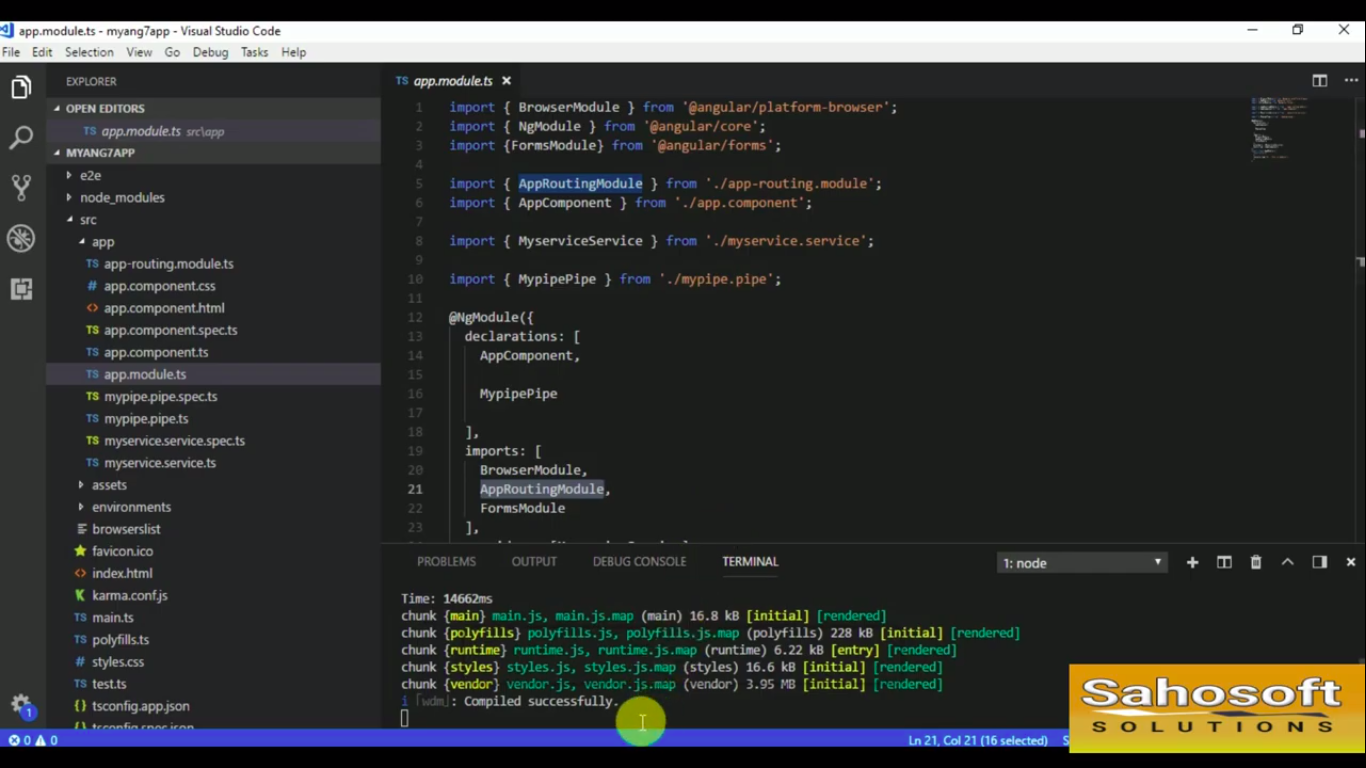 app.module.ts - myang7app - Visual Studio Code
File Edit Selection View Go Debug Tasks Help
EXPLORER
OPEN EDITORS
TS app.module.ts src\app
MYANG7APP
e2e
node_modules
src
app
TS app-routing.module.ts
# app.component.css
<> app.component.html
TS app.component.spec.ts
TS app.component.ts
TS app.module.ts
TS mypipe.pipe.spec.ts
TS mypipe.pipe.ts
TS myservice.service.spec.ts
TS myservice.service.ts
assets
environments
browserslist
favicon.ico
<> index.html
K karma.conf.js
TS main.ts
TS polyfills.ts
# styles.css
TS test.ts
{} tsconfig.app.json
{} tsconfig.spec.json
1
TS app.module.ts
1 import { BrowserModule } from '@angular/platform-browser';
2 import { NgModule } from '@angular/core';
3 import {FormsModule} from '@angular/forms';
4
5 import { AppRoutingModule } from './app-routing.module';
6 import { AppComponent } from './app.component';
7
8 import { MyserviceService } from './myservice.service';
9
10 import { MypipePipe } from './mypipe.pipe';
11
12 @NgModule({
13 declarations: [
14 AppComponent,
15
16 MypipePipe
17
18 ],
19 imports: [
20 BrowserModule,
21 AppRoutingModule,
22 FormsModule
23 ],
PROBLEMS OUTPUT DEBUG CONSOLE TERMINAL 1: node
Time: 14662ms
chunk {main} main.js, main.js.map (main) 16.8 kB [initial] [rendered]
chunk {polyfills} polyfills.js, polyfills.js.map (polyfills) 228 kB [initial] [rendered]
chunk {runtime} runtime.js, runtime.js.map (runtime) 6.22 kB [entry] [rendered]
chunk {styles} styles.js, styles.js.map (styles) 16.6 kB [initial] [rendered]
chunk {vendor} vendor.js, vendor.js.map (vendor) 3.95 MB [initial] [rendered]
i ｢wdm｣: Compiled successfully.
0 0 Ln 21, Col 21 (16 selected)
Sahosoft
SOLUTIONS